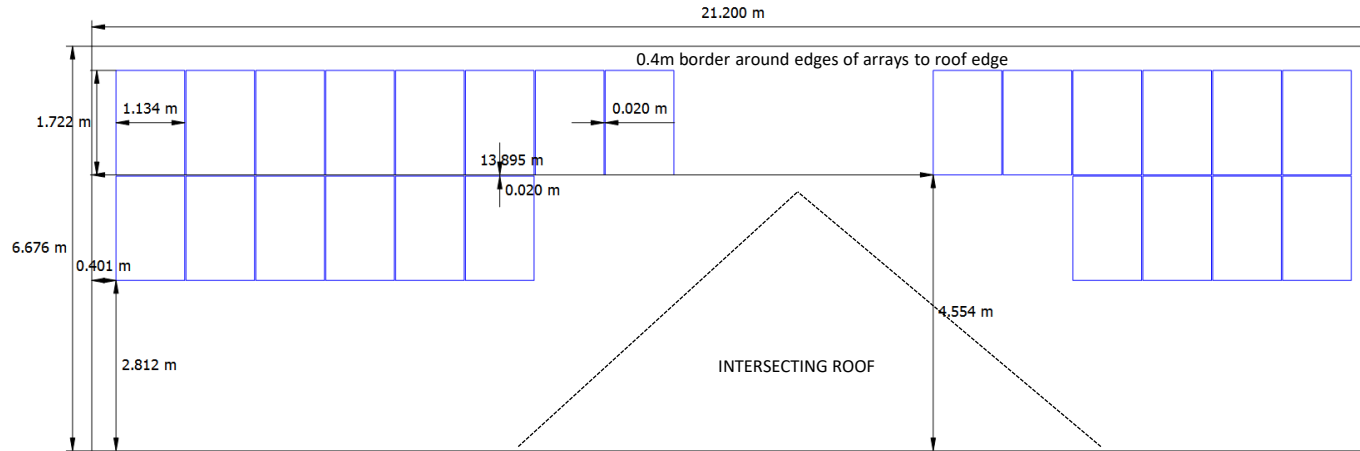 21.200 m
0.4m border around edges of arrays to roof edge
1.134 m
0.020 m
1.722 m
13.895 m
0.020 m
6.676 m
0.401 m
4.554 m
2.812 m
INTERSECTING ROOF